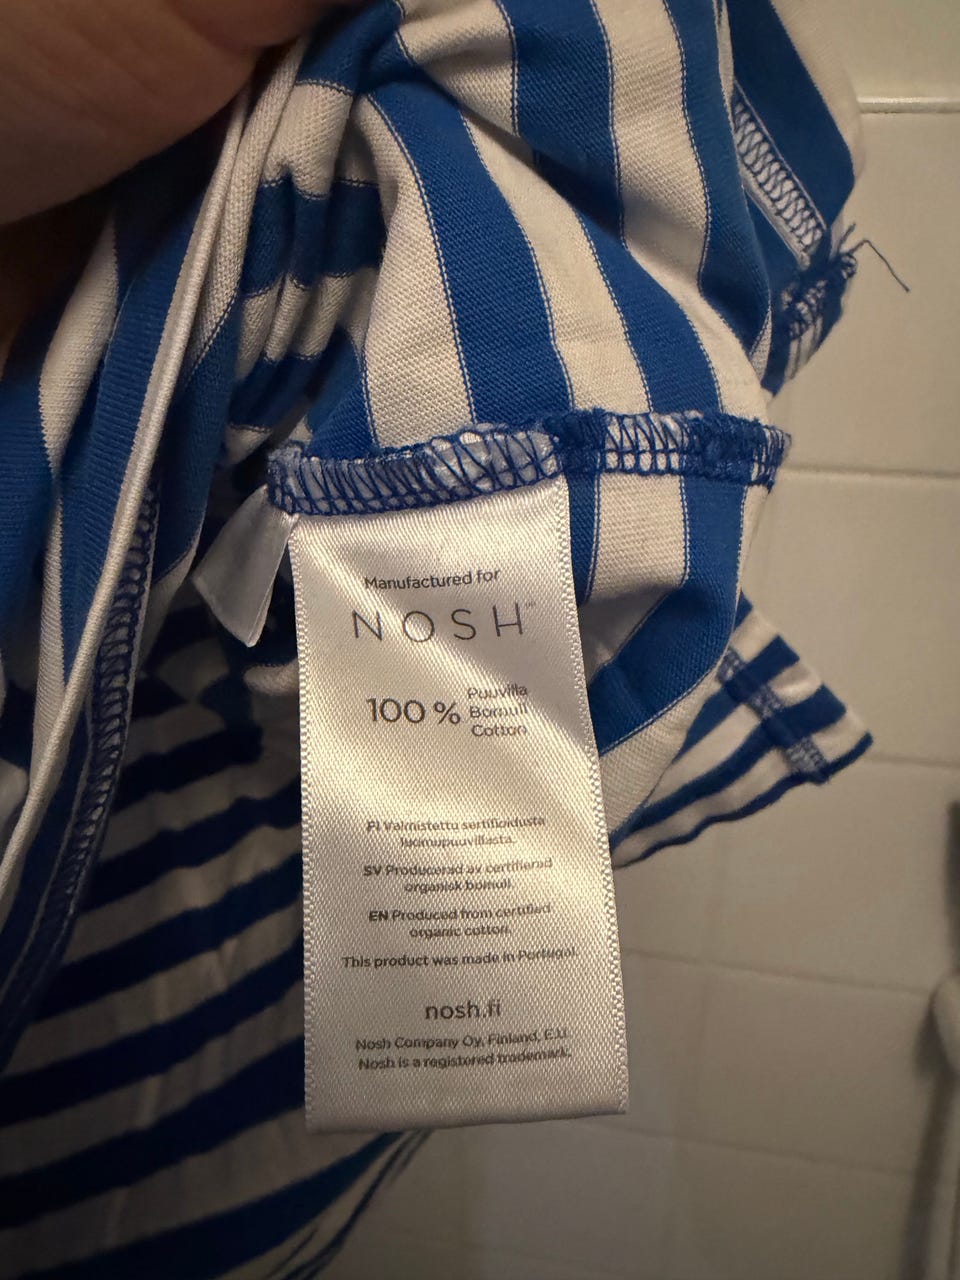 Manufactured for
NOSH™
100 % Puuvilla
Bomull
Cotton
FI Valmistettu sertifioidusta
luomupuuvillasta.
SV Producerad av certifierad
organisk bomull.
EN Produced from certified
organic cotton.
This product was made in Portugal.
nosh.fi
Nosh Company Oy, Finland, E.U.
Nosh is a registered trademark.